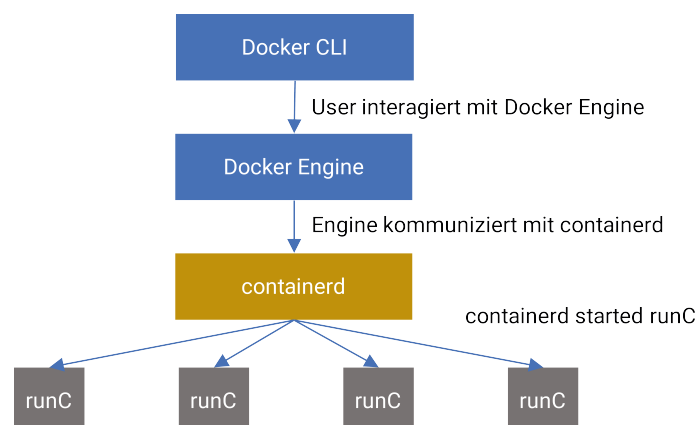 Docker CLI
User interagiert mit Docker Engine
Docker Engine
Engine kommuniziert mit containerd
containerd
containerd started runC
runC
runC
runC
runC